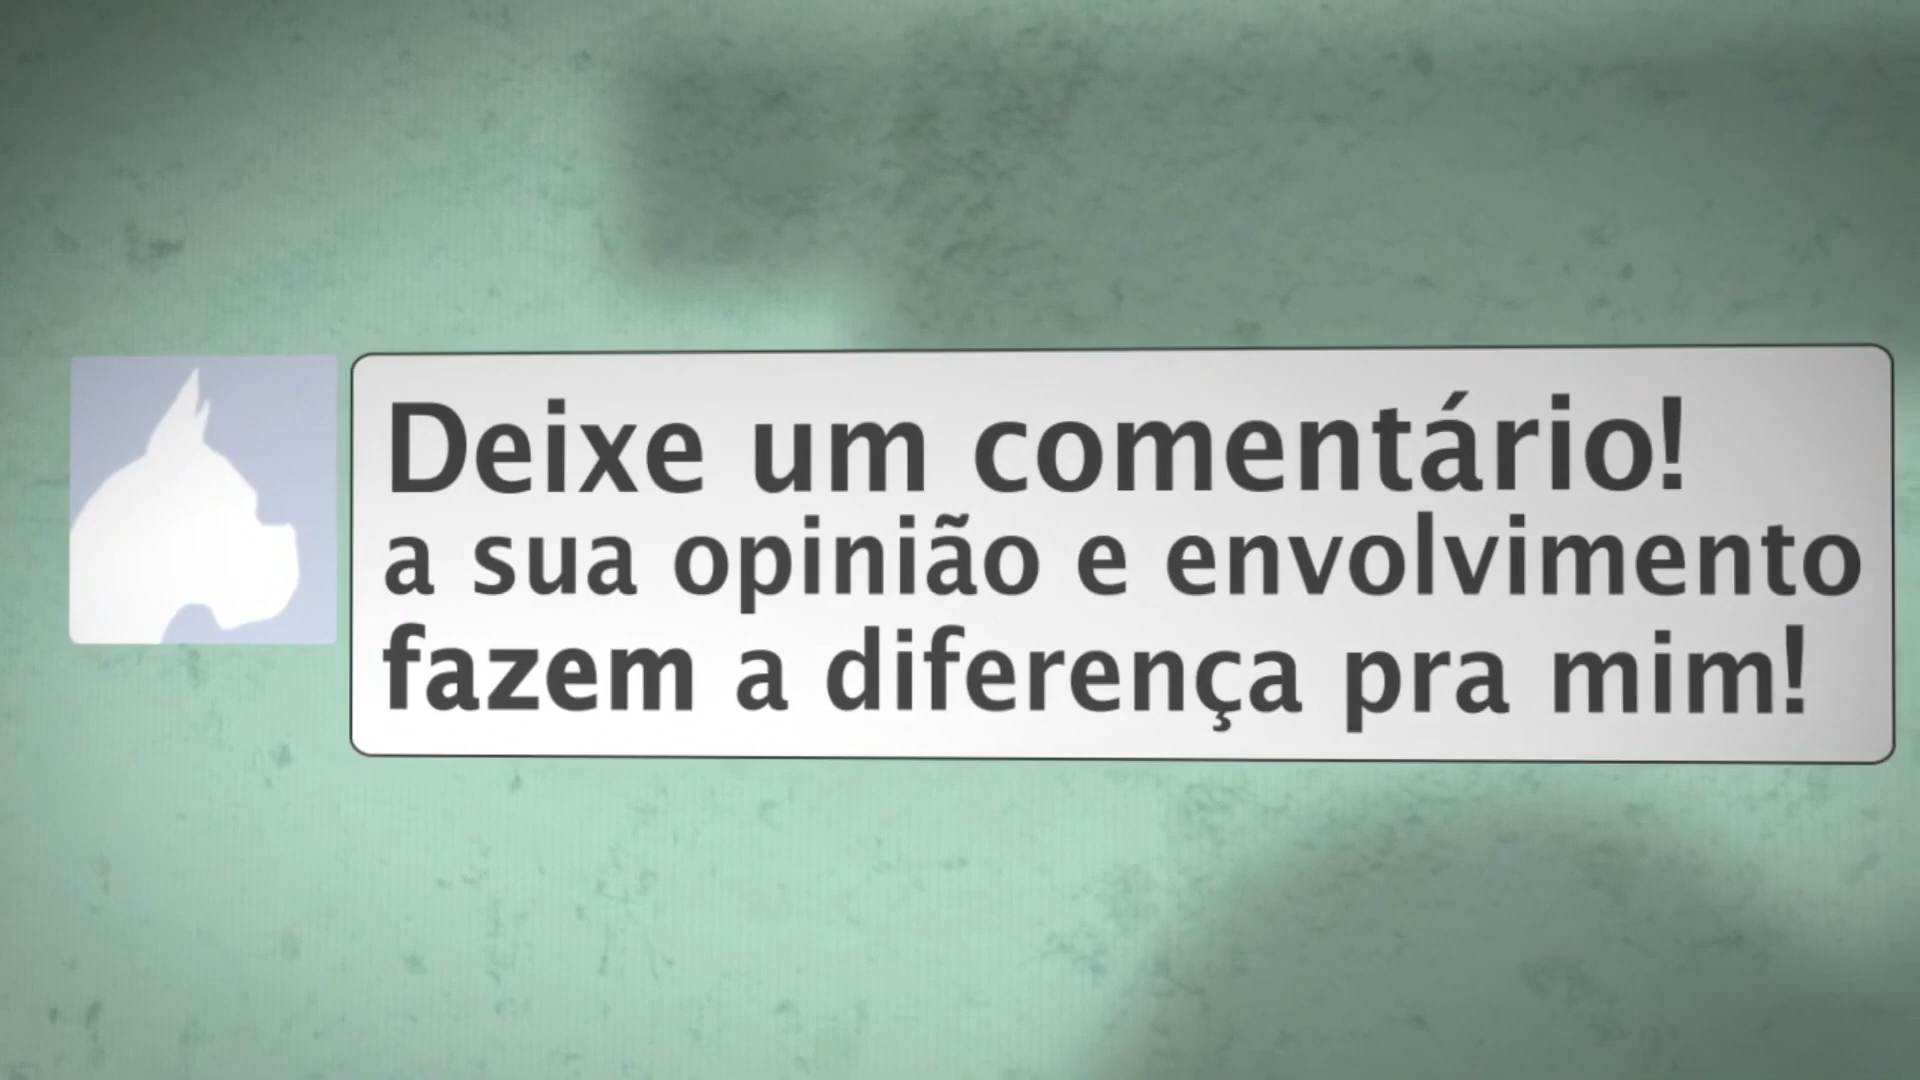 Deixe um comentário!
a sua opinião e envolvimento
fazem a diferença pra mim!